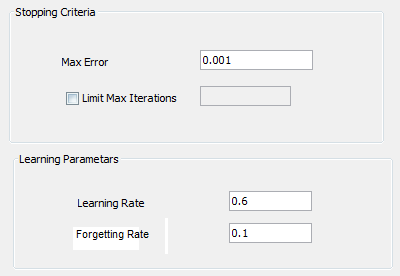 Stopping Criteria
Max Error 0.001
Limit Max Iterations
Learning Parametars
Learning Rate 0.6
Forgetting Rate 0.1